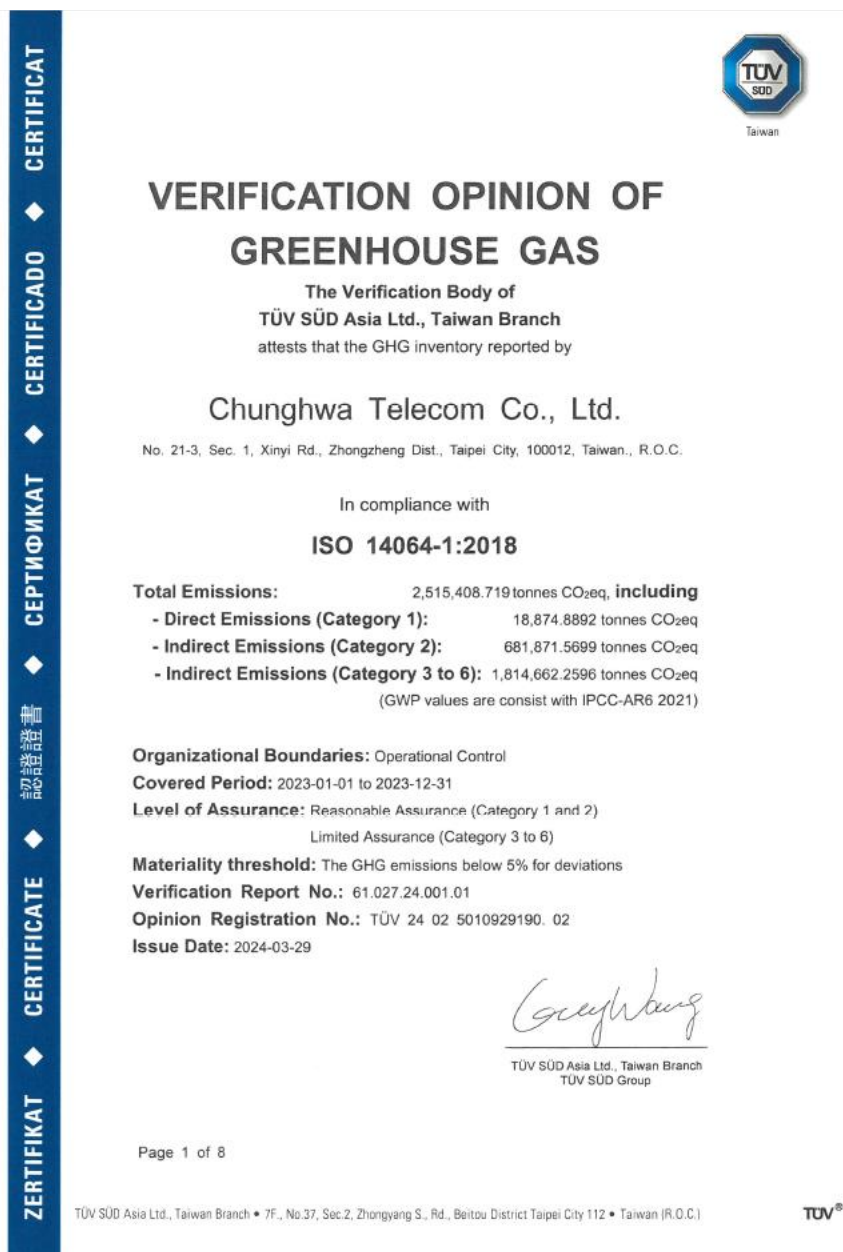 TÜV
SÜD
Taiwan
VERIFICATION OPINION OF
GREENHOUSE GAS
The Verification Body of
TÜV SÜD Asia Ltd., Taiwan Branch
attests that the GHG inventory reported by
Chunghwa Telecom Co., Ltd.
No. 21-3, Sec. 1, Xinyi Rd., Zhongzheng Dist., Taipei City, 100012, Taiwan., R.O.C.
In compliance with
ISO 14064-1:2018
Total Emissions: 2,515,408.719 tonnes CO₂eq, including
- Direct Emissions (Category 1): 18,874.8892 tonnes CO₂eq
- Indirect Emissions (Category 2): 681,871.5699 tonnes CO₂eq
- Indirect Emissions (Category 3 to 6): 1,814,662.2596 tonnes CO₂eq
(GWP values are consist with IPCC-AR6 2021)
Organizational Boundaries: Operational Control
Covered Period: 2023-01-01 to 2023-12-31
Level of Assurance: Reasonable Assurance (Category 1 and 2)
Limited Assurance (Category 3 to 6)
Materiality threshold: The GHG emissions below 5% for deviations
Verification Report No.: 61.027.24.001.01
Opinion Registration No.: TÜV 24 02 5010929190. 02
Issue Date: 2024-03-29
TÜV SÜD Asia Ltd., Taiwan Branch
TÜV SÜD Group
Page 1 of 8
TÜV SÜD Asia Ltd., Taiwan Branch • 7F., No.37, Sec.2, Zhongyang S., Rd., Beitou District Taipei City 112 • Taiwan (R.O.C.)
TÜV®
ZERTIFIKAT ◆ CERTIFICATE ◆ 認證證書 ◆ СЕРТИФИКАТ ◆ CERTIFICADO ◆ CERTIFICAT